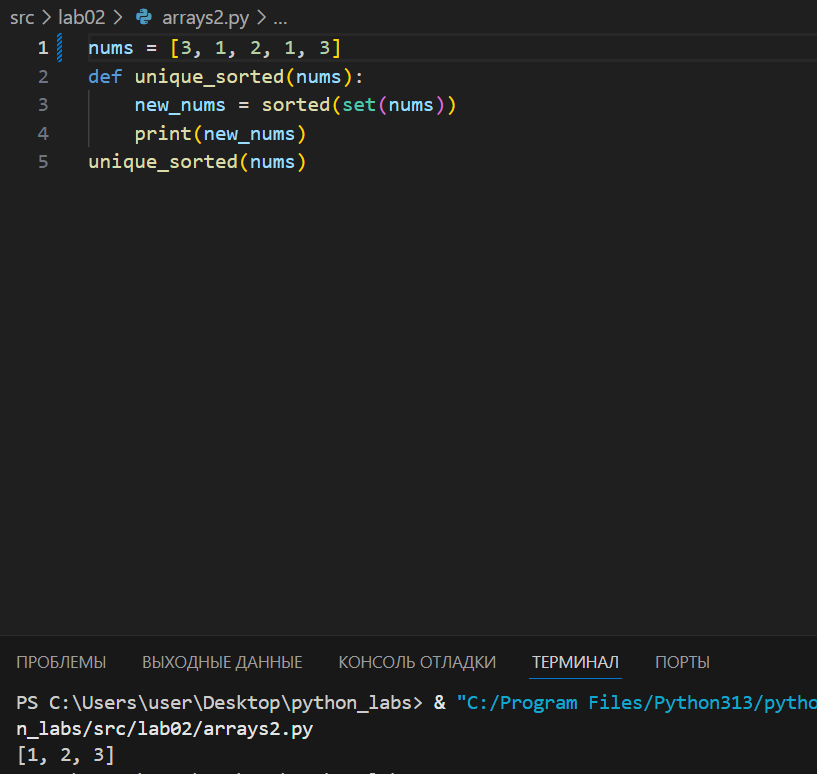 src > lab02 > arrays2.py > ...
1 nums = [3, 1, 2, 1, 3]
2 def unique_sorted(nums):
3     new_nums = sorted(set(nums))
4     print(new_nums)
5 unique_sorted(nums)
ПРОБЛЕМЫ ВЫХОДНЫЕ ДАННЫЕ КОНСОЛЬ ОТЛАДКИ ТЕРМИНАЛ ПОРТЫ
PS C:\Users\user\Desktop\python_labs> & "C:/Program Files/Python313/pytho
n_labs/src/lab02/arrays2.py
[1, 2, 3]